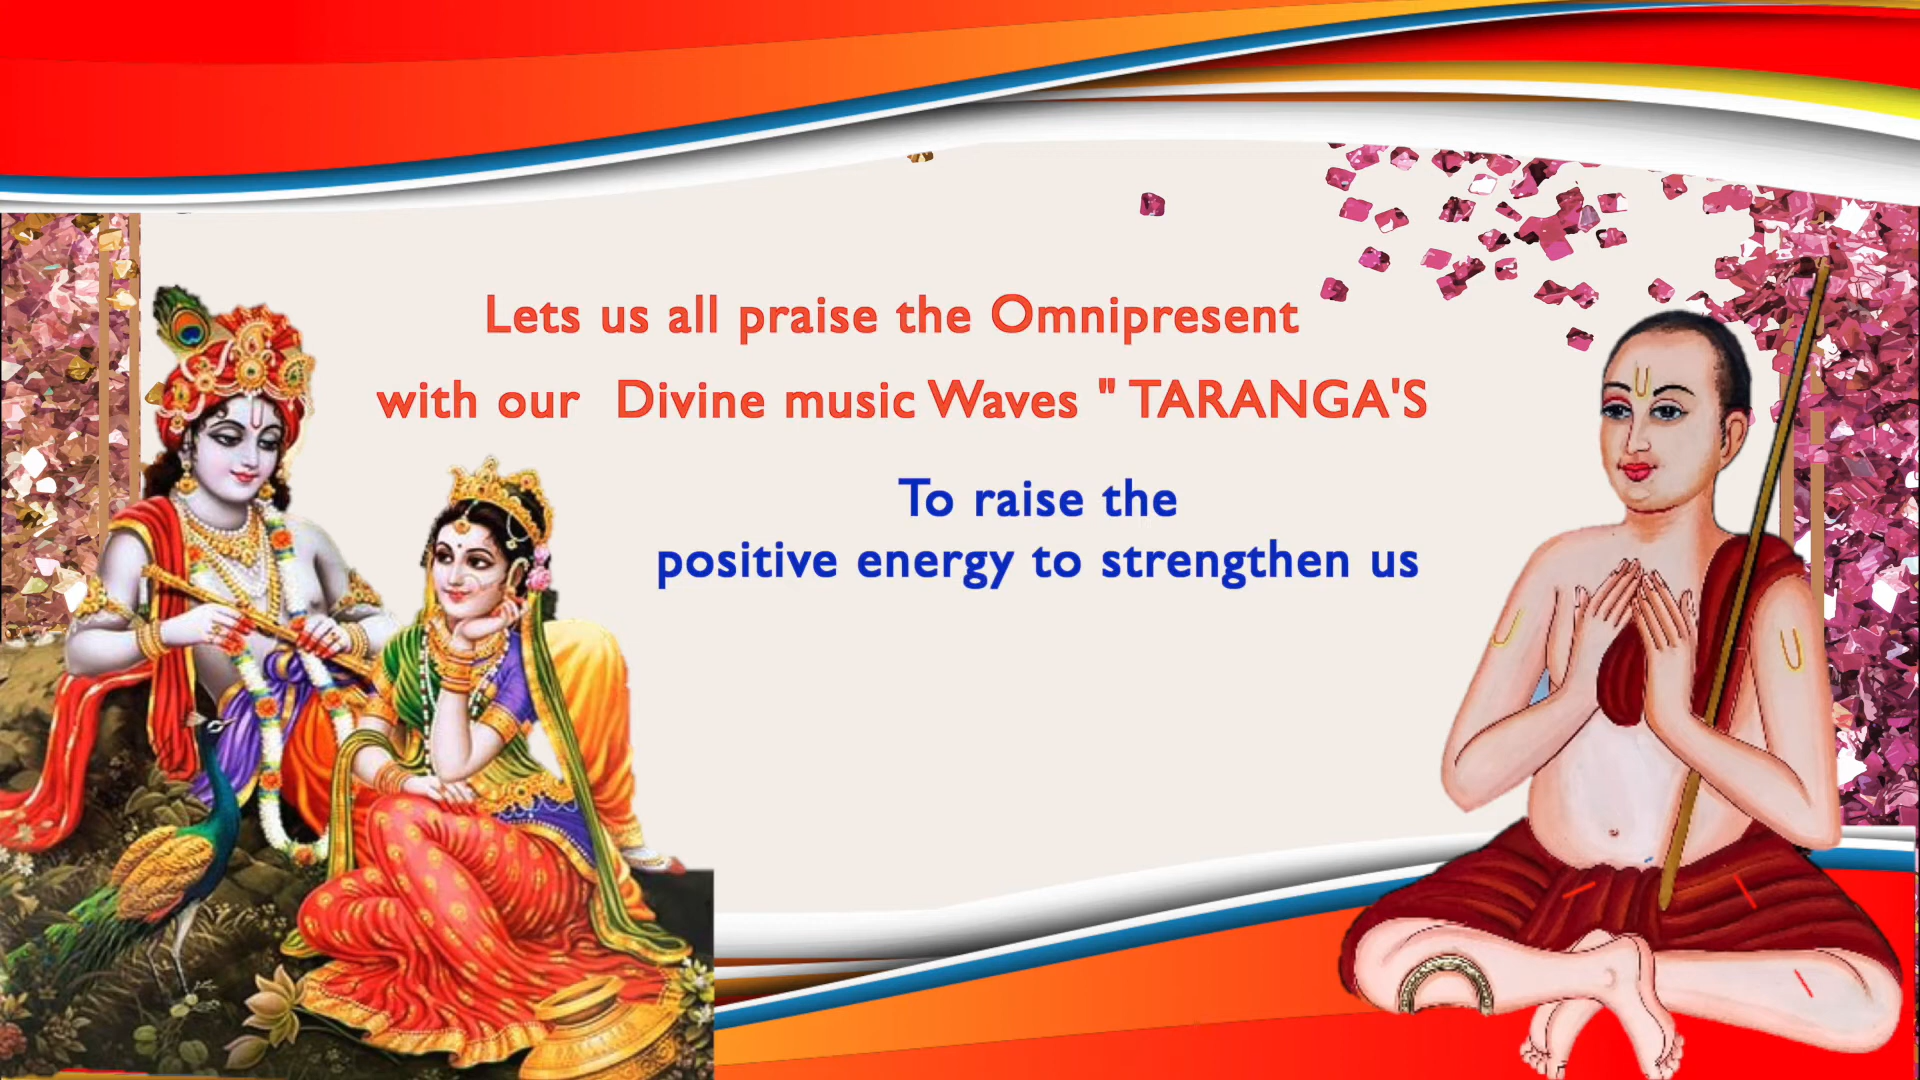 Lets us all praise the Omnipresent
with our  Divine music Waves " TARANGA'S
To raise the
positive energy to strengthen us